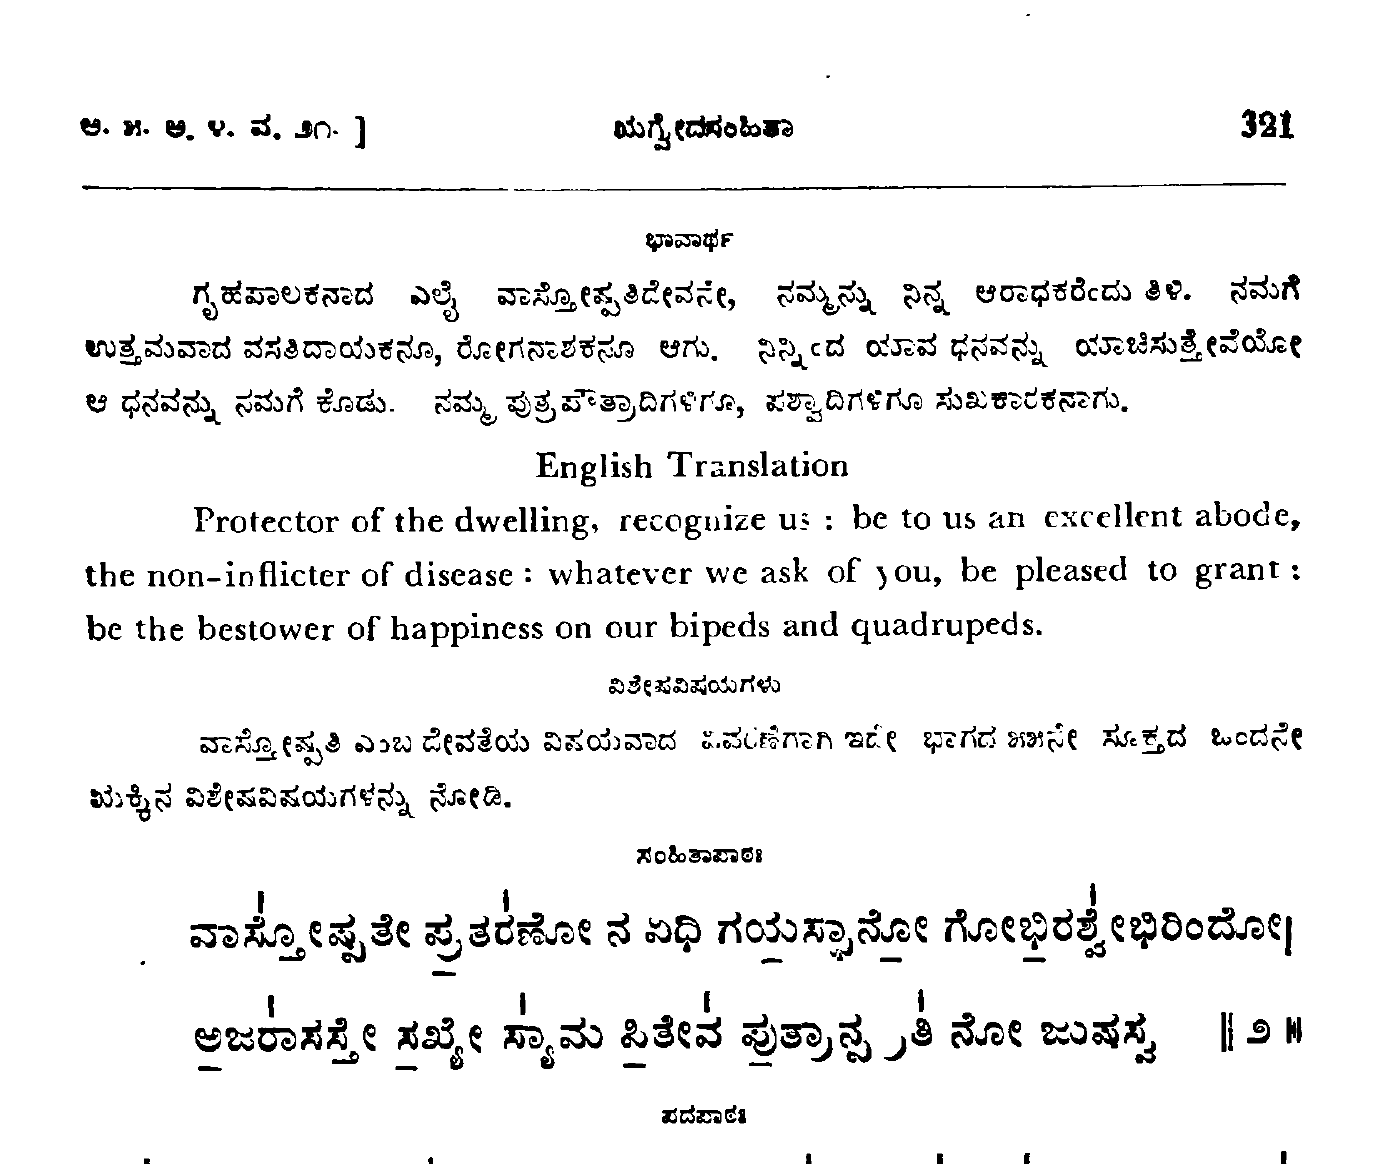 ಅ. ೫. ಅ. ೪. ವ. ೨೧. ] ಋಗ್ವೇದಸಂಹಿತಾ 321
ಭಾವಾರ್ಥ
ಗೃಹಪಾಲಕನಾದ ಎಲೈ ವಾಸ್ತೋಷ್ಪತಿದೇವನೇ, ನಮ್ಮನ್ನು ನಿನ್ನ ಆರಾಧಕರೆಂದು ತಿಳಿ. ನಮಗೆ
ಉತ್ತಮವಾದ ವಸತಿದಾಯಕನೂ, ರೋಗನಾಶಕನೂ ಆಗು. ನಿನ್ನಿಂದ ಯಾವ ಧನವನ್ನು ಯಾಚಿಸುತ್ತೇವೆಯೋ
ಆ ಧನವನ್ನು ನಮಗೆ ಕೊಡು. ನಮ್ಮ ಪುತ್ರಪೌತ್ರಾದಿಗಳಿಗೂ, ಪಶ್ವಾದಿಗಳಿಗೂ ಸುಖಕಾರಕನಾಗು.
English Translation
Protector of the dwelling, recognize us : be to us an excellent abode,
the non-inflicter of disease : whatever we ask of you, be pleased to grant :
be the bestower of happiness on our bipeds and quadrupeds.
ವಿಶೇಷವಿಷಯಗಳು
ವಾಸ್ತೋಷ್ಪತಿ ಎಂಬ ದೇವತೆಯ ವಿಷಯವಾದ ವಿವರಣೆಗಾಗಿ ಇದೇ ಭಾಗದ ೫೫ನೇ ಸೂಕ್ತದ ಒಂದನೇ
ಋಕ್ಕಿನ ವಿಶೇಷವಿಷಯಗಳನ್ನು ನೋಡಿ.
ಸಂಹಿತಾಪಾಠಃ
ವಾಸ್ತೋ॑ಷ್ಪತೇ ಪ್ರ॒ತರ॑ಣೋ ನ ಏಧಿ ಗಯ॒ಸ್ಫಾನೋ॒ ಗೋಭಿ॒ರಶ್ವೇ॑ಭಿರಿಂದೋ|
ಅ॒ಜರಾ॑ಸಸ್ತೇ ಸ॒ಖ್ಯೇ ಸ್ಯಾ॑ಮ ಪಿ॒ತೇವ॑ ಪು॒ತ್ರಾನ್ಪ್ರತಿ॑ ನೋ ಜುಷಸ್ವ ‖ ೨ ‖
ಪದಪಾಠಃ